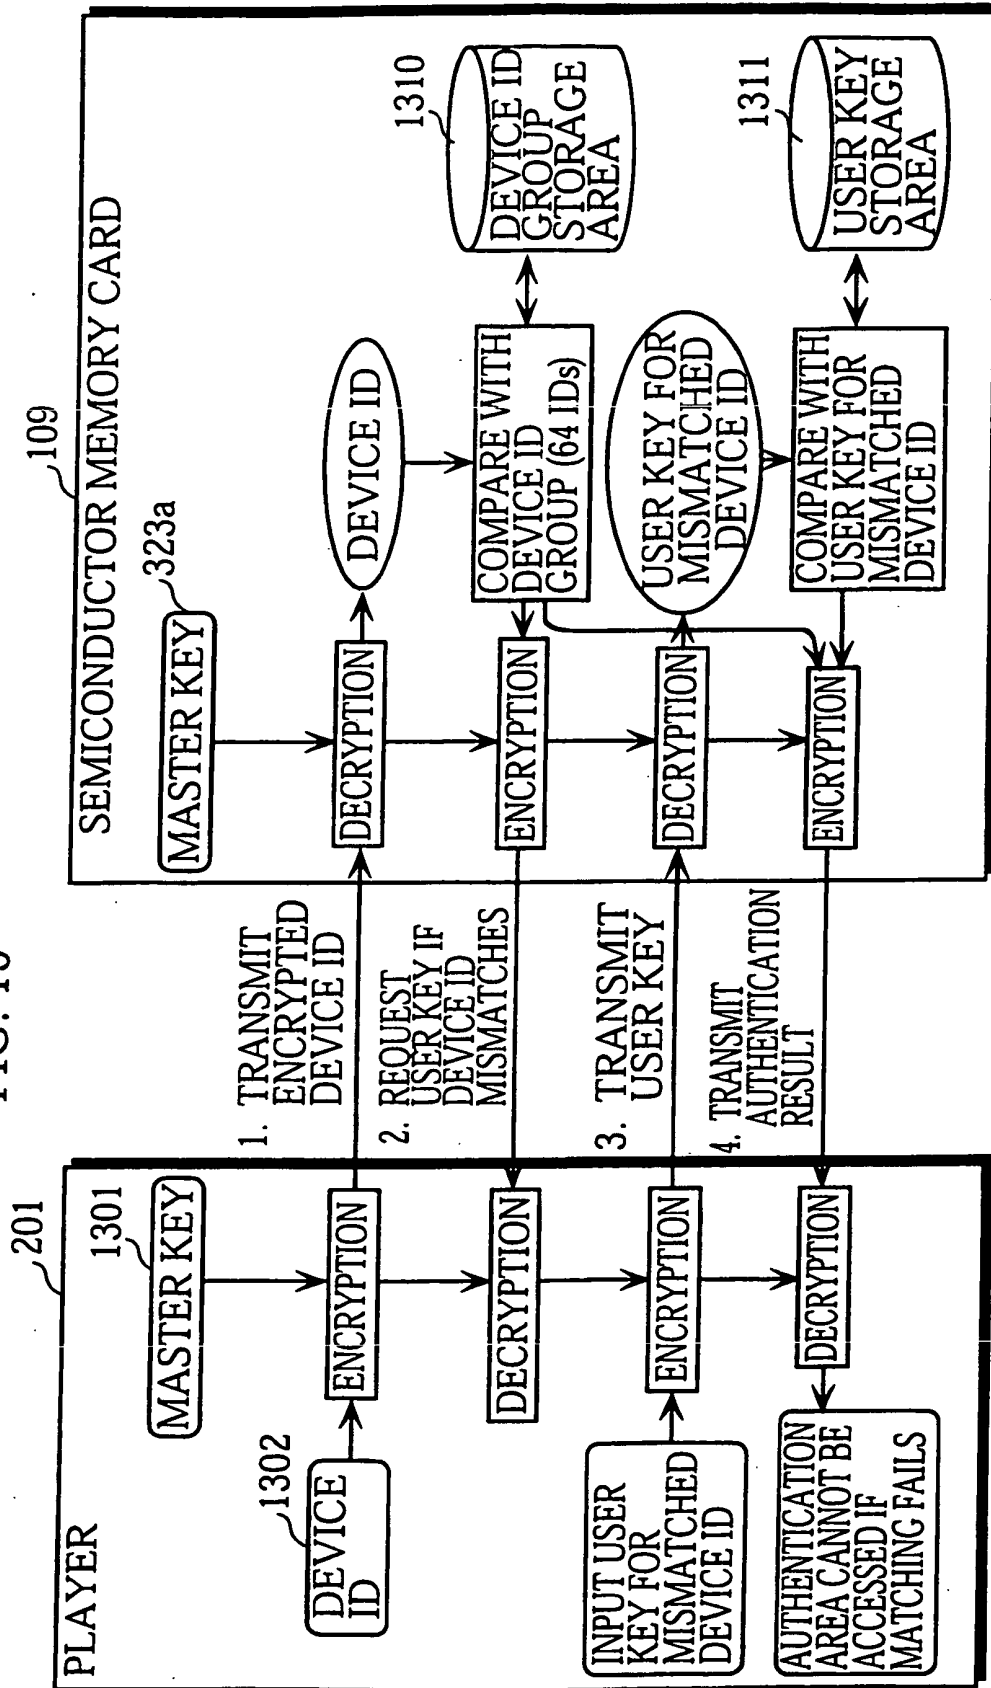 FIG.
201
PLAYER
1301
MASTER KEY
1302
DEVICE
ID
ENCRYPTION
DECRYPTION
INPUT USER
KEY FOR
MISMATCHED
DEVICE ID
ENCRYPTION
AUTHENTICATION
AREA CANNOT BE
ACCESSED IF
MATCHING FAILS
DECRYPTION
1. TRANSMIT
ENCRYPTED
DEVICE ID
2. REQUEST
USER KEY IF
DEVICE ID
MISMATCHES
3. TRANSMIT
USER KEY
4. TRANSMIT
AUTHENTICATION
RESULT
109
SEMICONDUCTOR MEMORY CARD
323a
MASTER KEY
DECRYPTION
DEVICE ID
ENCRYPTION
COMPARE WITH
DEVICE ID
GROUP (64 IDs)
1310
DEVICE ID
GROUP
STORAGE
AREA
DECRYPTION
USER KEY FOR
MISMATCHED
DEVICE ID
ENCRYPTION
COMPARE WITH
USER KEY FOR
MISMATCHED
DEVICE ID
1311
USER KEY
STORAGE
AREA